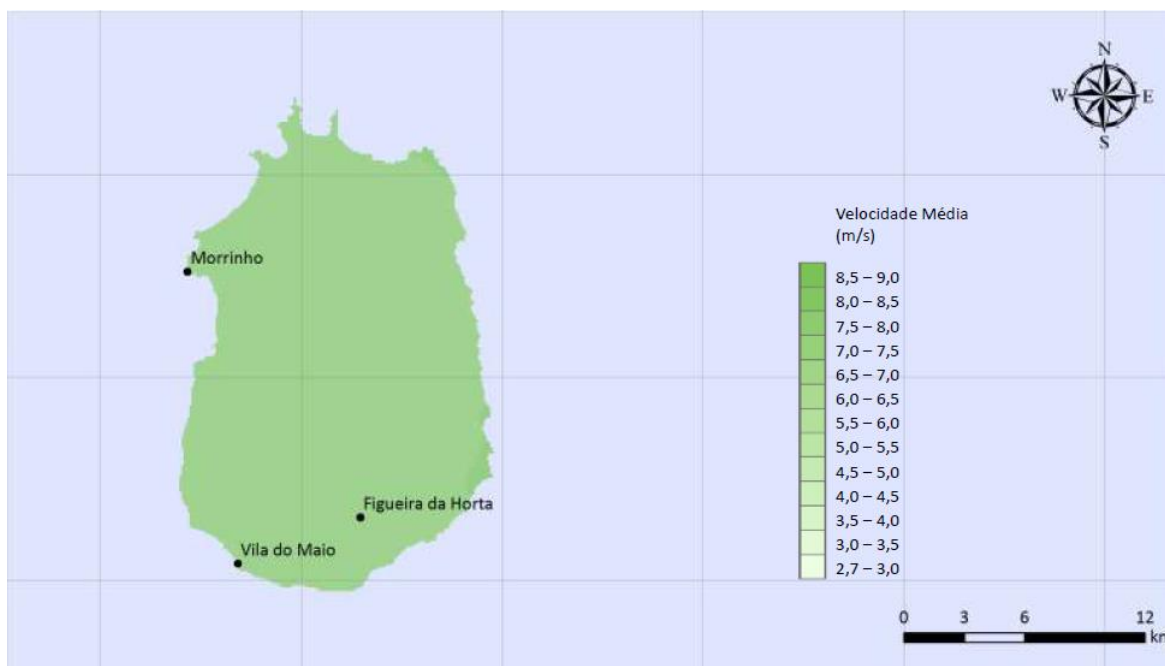 N
W
E
S
Velocidade Média
(m/s)
Morrinho
8,5 – 9,0
8,0 – 8,5
7,5 – 8,0
7,0 – 7,5
6,5 – 7,0
6,0 – 6,5
5,5 – 6,0
5,0 – 5,5
4,5 – 5,0
4,0 – 4,5
3,5 – 4,0
3,0 – 3,5
2,7 – 3,0
Figueira da Horta
Vila do Maio
0 3 6 12
km